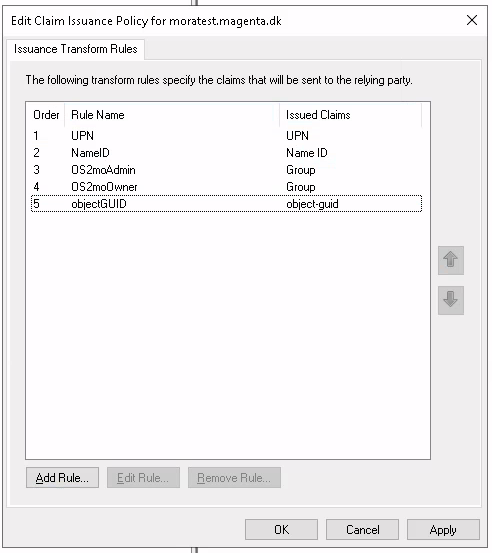 Edit Claim Issuance Policy for moratest.magenta.dk
Issuance Transform Rules
The following transform rules specify the claims that will be sent to the relying party.
Order Rule Name Issued Claims
1 UPN UPN
2 NameID Name ID
3 OS2moAdmin Group
4 OS2moOwner Group
5 objectGUID object-guid
Add Rule... Edit Rule... Remove Rule...
OK Cancel Apply